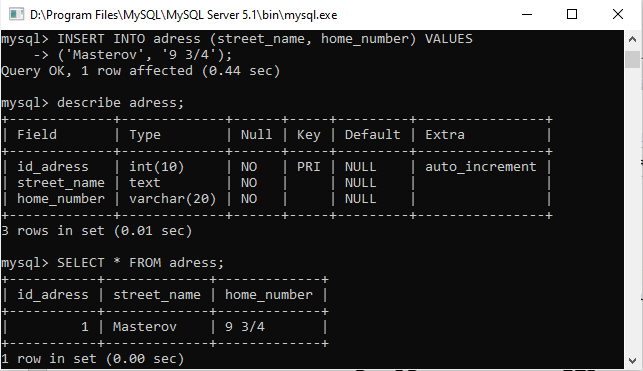 D:\Program Files\MySQL\MySQL Server 5.1\bin\mysql.exe
mysql> INSERT INTO adress (street_name, home_number) VALUES
    -> ('Masterov', '9 3/4');
Query OK, 1 row affected (0.44 sec)
mysql> describe adress;
+-------------+-------------+------+-----+---------+----------------+
| Field       | Type        | Null | Key | Default | Extra          |
+-------------+-------------+------+-----+---------+----------------+
| id_adress   | int(10)     | NO   | PRI | NULL    | auto_increment |
| street_name | text        | NO   |     | NULL    |                |
| home_number | varchar(20) | NO   |     | NULL    |                |
+-------------+-------------+------+-----+---------+----------------+
3 rows in set (0.01 sec)
mysql> SELECT * FROM adress;
+-----------+-------------+-------------+
| id_adress | street_name | home_number |
+-----------+-------------+-------------+
|         1 | Masterov    | 9 3/4       |
+-----------+-------------+-------------+
1 row in set (0.00 sec)